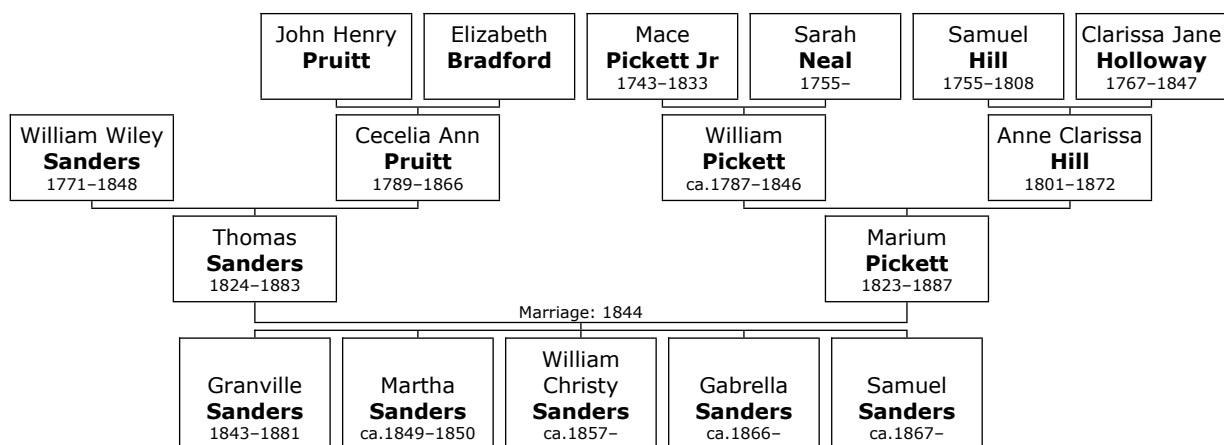 John Henry
Pruitt
Elizabeth
Bradford
Mace
Pickett Jr
1743–1833
Sarah
Neal
1755–
Samuel
Hill
1755–1808
Clarissa Jane
Holloway
1767–1847
William Wiley
Sanders
1771–1848
Cecelia Ann
Pruitt
1789–1866
William
Pickett
ca.1787–1846
Anne Clarissa
Hill
1801–1872
Thomas
Sanders
1824–1883
Marium
Pickett
1823–1887
Marriage: 1844
Granville
Sanders
1843–1881
Martha
Sanders
ca.1849–1850
William
Christy
Sanders
ca.1857–
Gabrella
Sanders
ca.1866–
Samuel
Sanders
ca.1867–